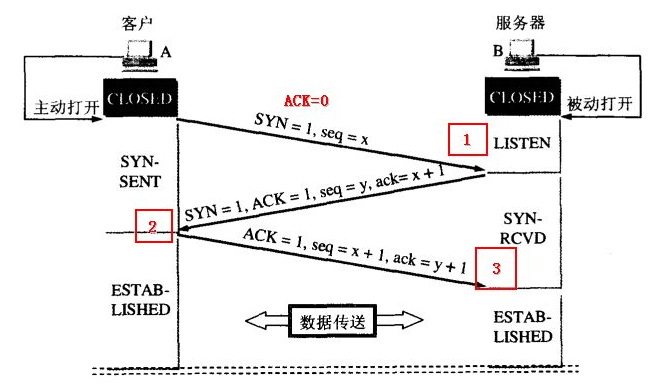 客户
服务器
A
B
CLOSED
CLOSED
主动打开
被动打开
ACK=0
SYN = 1, seq = x
1
LISTEN
SYN-
SENT
SYN = 1, ACK = 1, seq = y, ack= x + 1
2
SYN-
RCVD
ACK = 1, seq = x + 1, ack = y + 1
3
ESTAB-
LISHED
数据传送
ESTAB-
LISHED